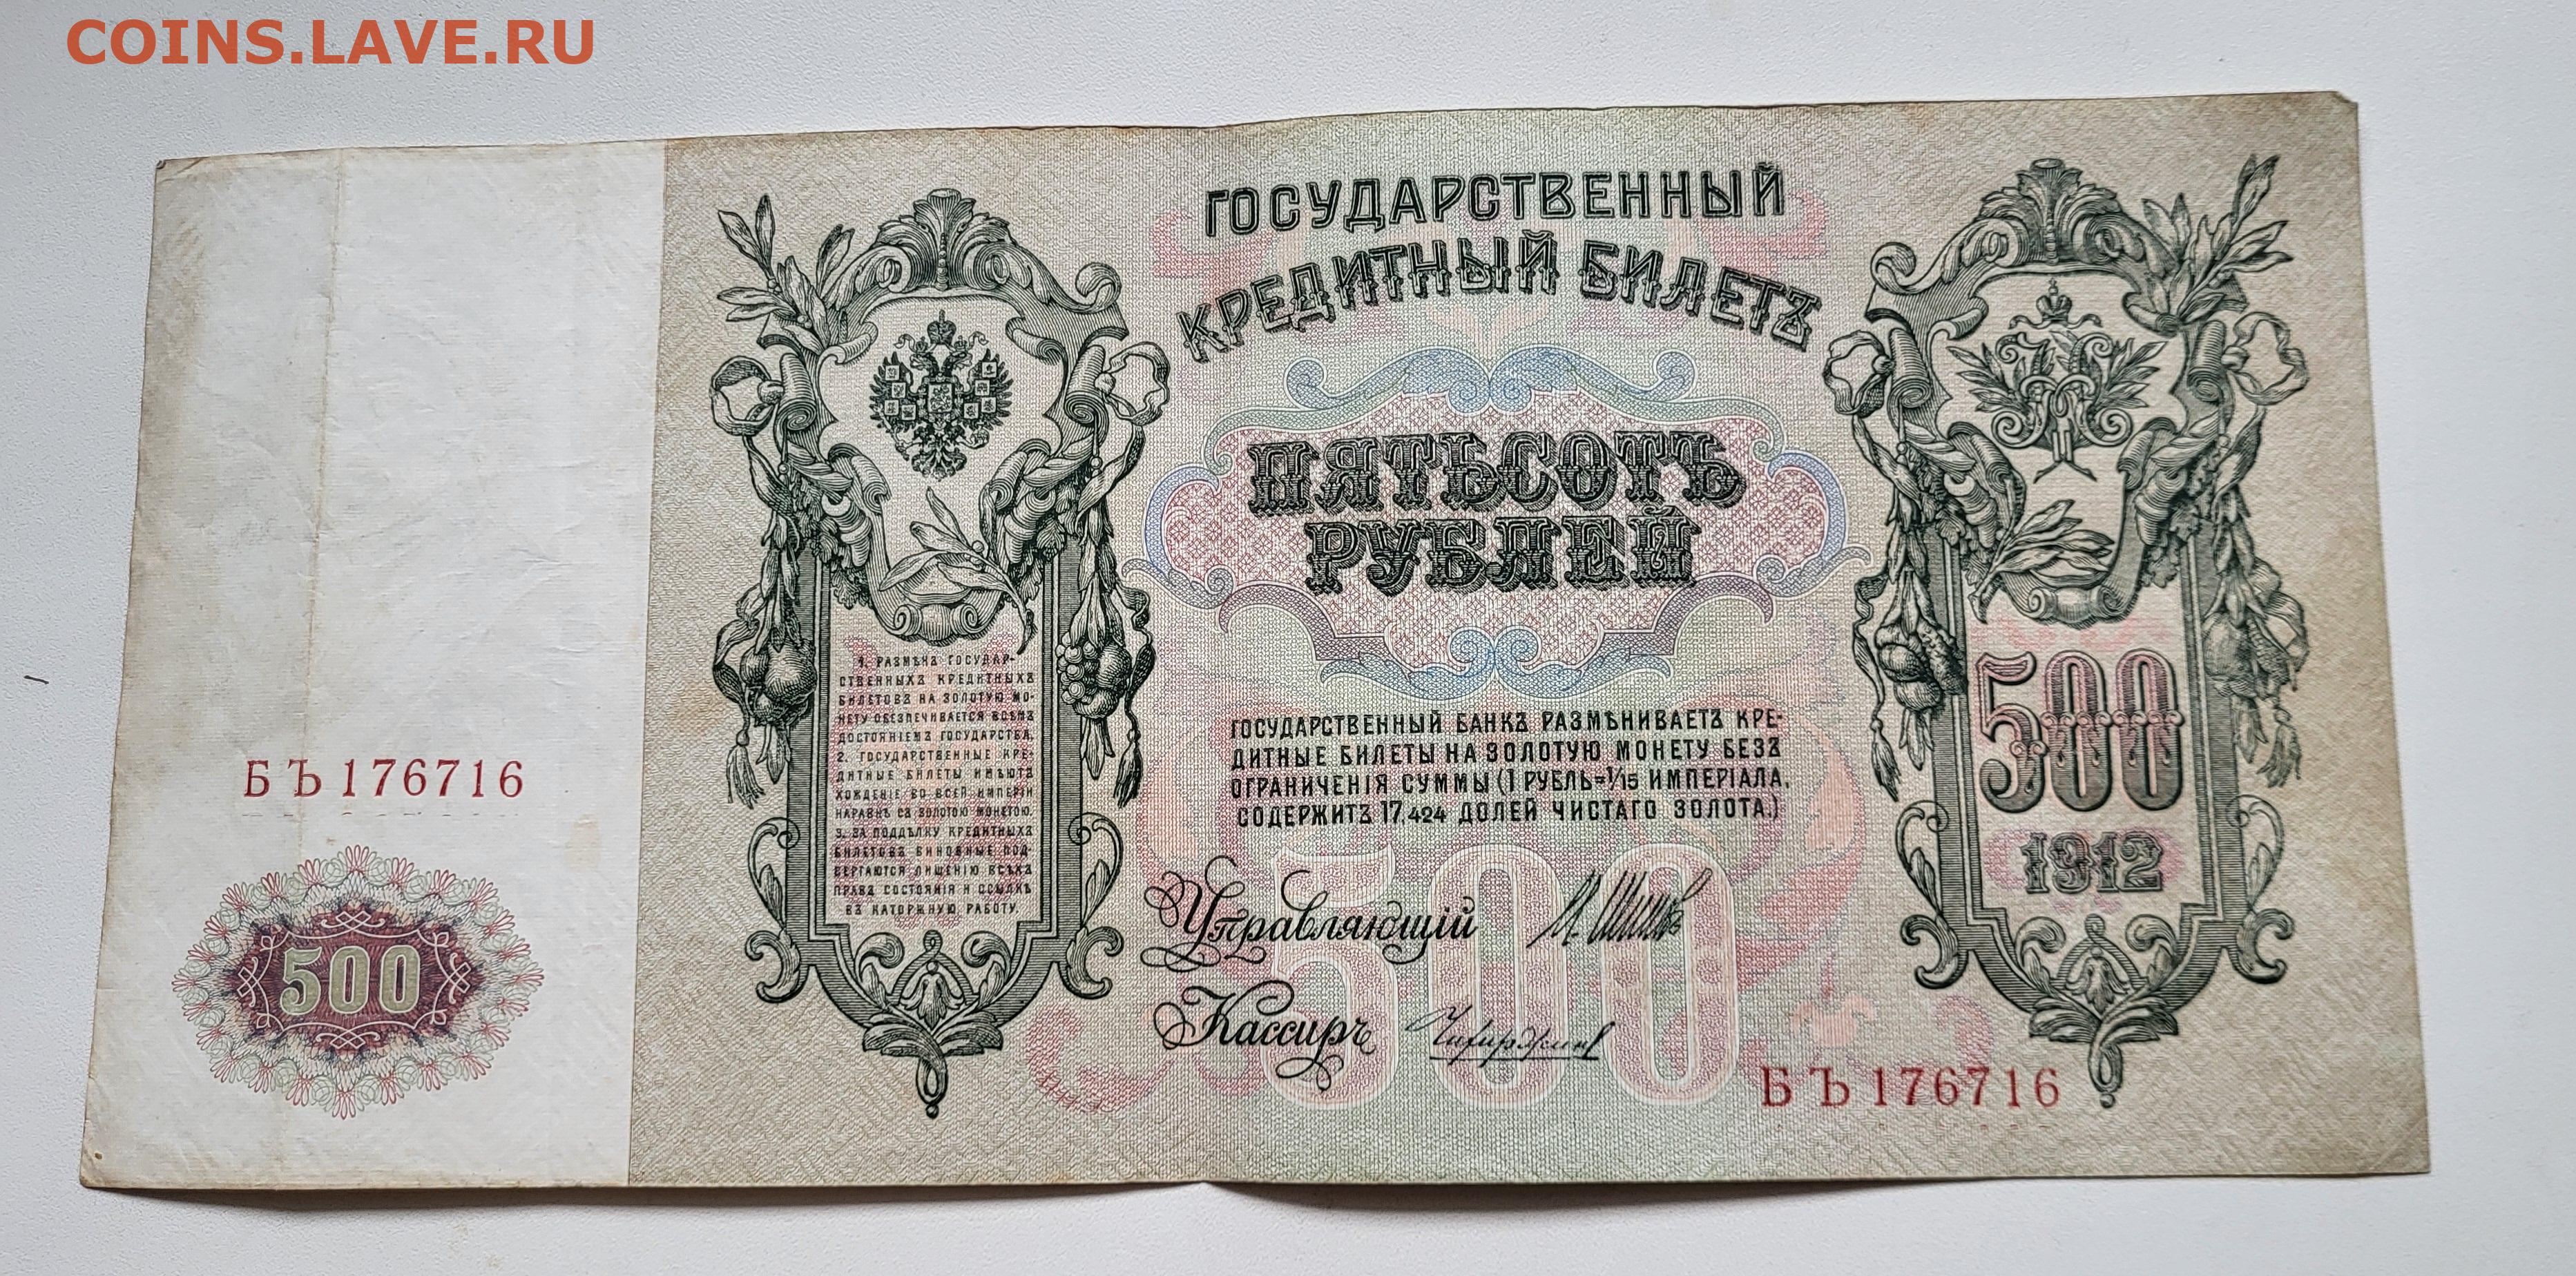 COINS.LAVE.RU
ГОСУДАРСТВЕННЫЙ
КРЕДИТНЫЙ БИЛЕТЪ
ПЯТЬСОТЪ
РУБЛЕЙ
1. РАЗМѢНЪ ГОСУДАР-
СТВЕННЫХЪ КРЕДИТНЫХЪ
БИЛЕТОВЪ НА ЗОЛОТУЮ МО-
НЕТУ ОБЕЗПЕЧИВАЕТСЯ ВСѢМЪ
ДОСТОЯНІЕМЪ ГОСУДАРСТВА.
2. ГОСУДАРСТВЕННЫЕ КРЕ-
ДИТНЫЕ БИЛЕТЫ ИМѢЮТЪ
ХОЖДЕНІЕ ВО ВСЕЙ ИМПЕРІИ
НАРАВНѢ СЪ ЗОЛОТОЮ МОНЕТОЮ.
3. ЗА ПОДДѢЛКУ КРЕДИТНЫХЪ
БИЛЕТОВЪ ВИНОВНЫЕ ПОД-
ВЕРГАЮТСЯ ЛИШЕНІЮ ВСѢХЪ
ПРАВЪ СОСТОЯНІЯ И ССЫЛКѢ
ВЪ КАТОРЖНУЮ РАБОТУ.
ГОСУДАРСТВЕННЫЙ БАНКЪ РАЗМѢНИВАЕТЪ КРЕ-
ДИТНЫЕ БИЛЕТЫ НА ЗОЛОТУЮ МОНЕТУ БЕЗЪ
ОГРАНИЧЕНІЯ СУММЫ (1 РУБЛЬ=1/15 ИМПЕРІАЛА,
СОДЕРЖИТЪ 17,424 ДОЛЕЙ ЧИСТАГО ЗОЛОТА.)
500
1912
БЪ 176716
500
500
Управляющій И. Шиповъ
Кассиръ
БЪ 176716